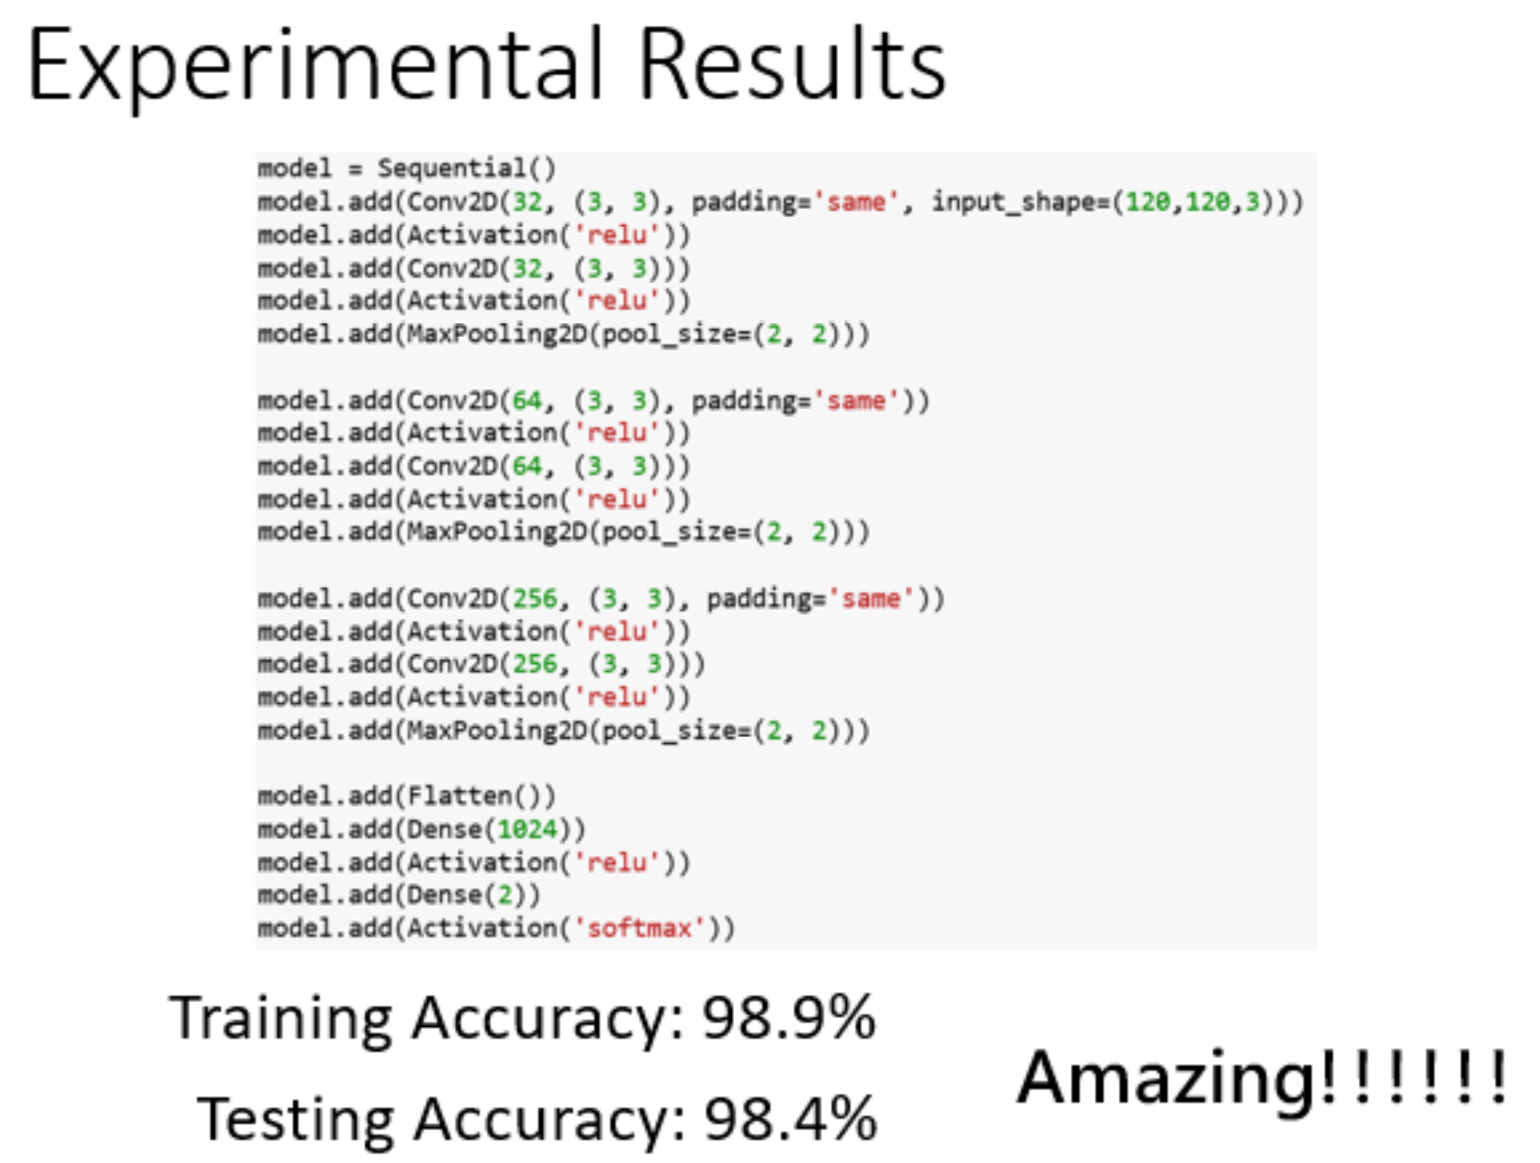 Experimental Results
model = Sequential()
model.add(Conv2D(32, (3, 3), padding='same', input_shape=(120,120,3)))
model.add(Activation('relu'))
model.add(Conv2D(32, (3, 3)))
model.add(Activation('relu'))
model.add(MaxPooling2D(pool_size=(2, 2)))
model.add(Conv2D(64, (3, 3), padding='same'))
model.add(Activation('relu'))
model.add(Conv2D(64, (3, 3)))
model.add(Activation('relu'))
model.add(MaxPooling2D(pool_size=(2, 2)))
model.add(Conv2D(256, (3, 3), padding='same'))
model.add(Activation('relu'))
model.add(Conv2D(256, (3, 3)))
model.add(Activation('relu'))
model.add(MaxPooling2D(pool_size=(2, 2)))
model.add(Flatten())
model.add(Dense(1024))
model.add(Activation('relu'))
model.add(Dense(2))
model.add(Activation('softmax'))
Training Accuracy: 98.9%
Testing Accuracy: 98.4%
Amazing!!!!!!